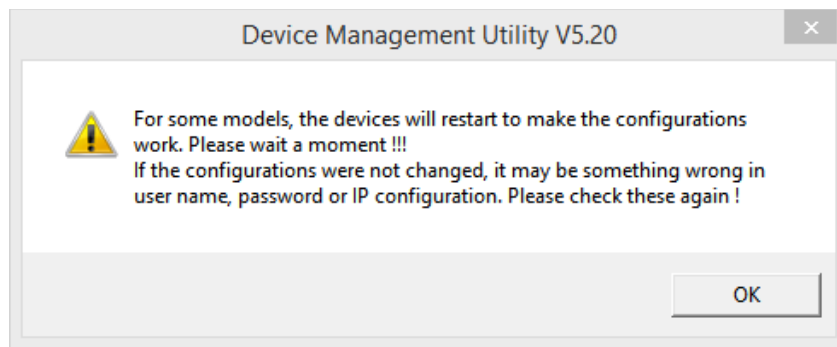 Device Management Utility V5.20
For some models, the devices will restart to make the configurations
work. Please wait a moment !!!
If the configurations were not changed, it may be something wrong in
user name, password or IP configuration. Please check these again !
OK